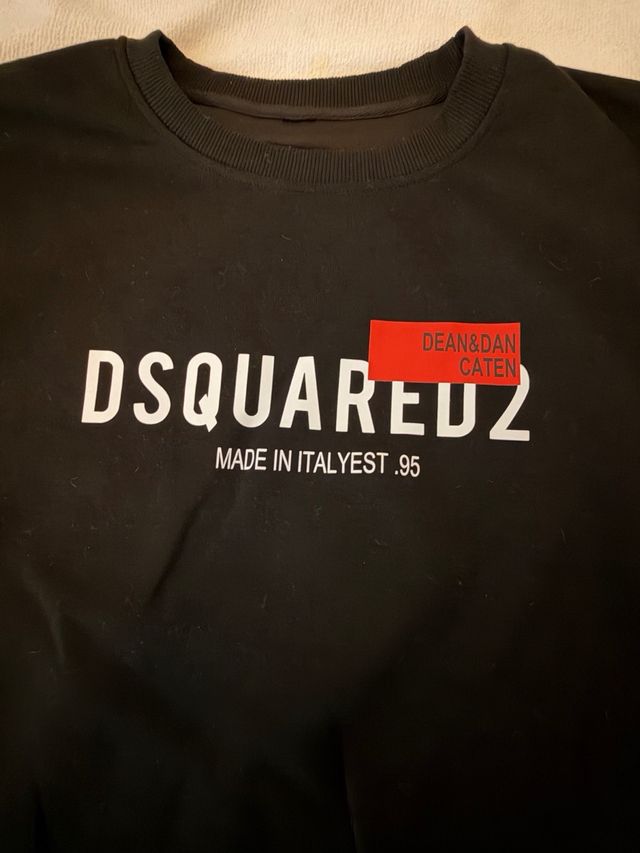 DEAN&DAN
CATEN
DSQUARED2
MADE IN ITALYEST .95